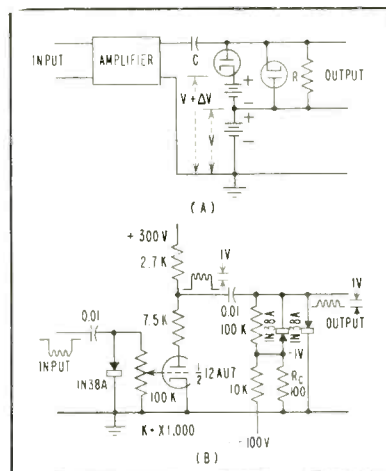 INPUT
AMPLIFIER
C
V + ΔV
V
+
−
+
−
R
OUTPUT
(A)
+ 300 V
2.7 K
1V
7.5 K
0.01
100 K
1N38A
1N38A
1V
OUTPUT
0.01
INPUT
1N38A
100 K
½ 12AU7
-1V
10 K
RC
100
K = X1,000
-100V
(B)